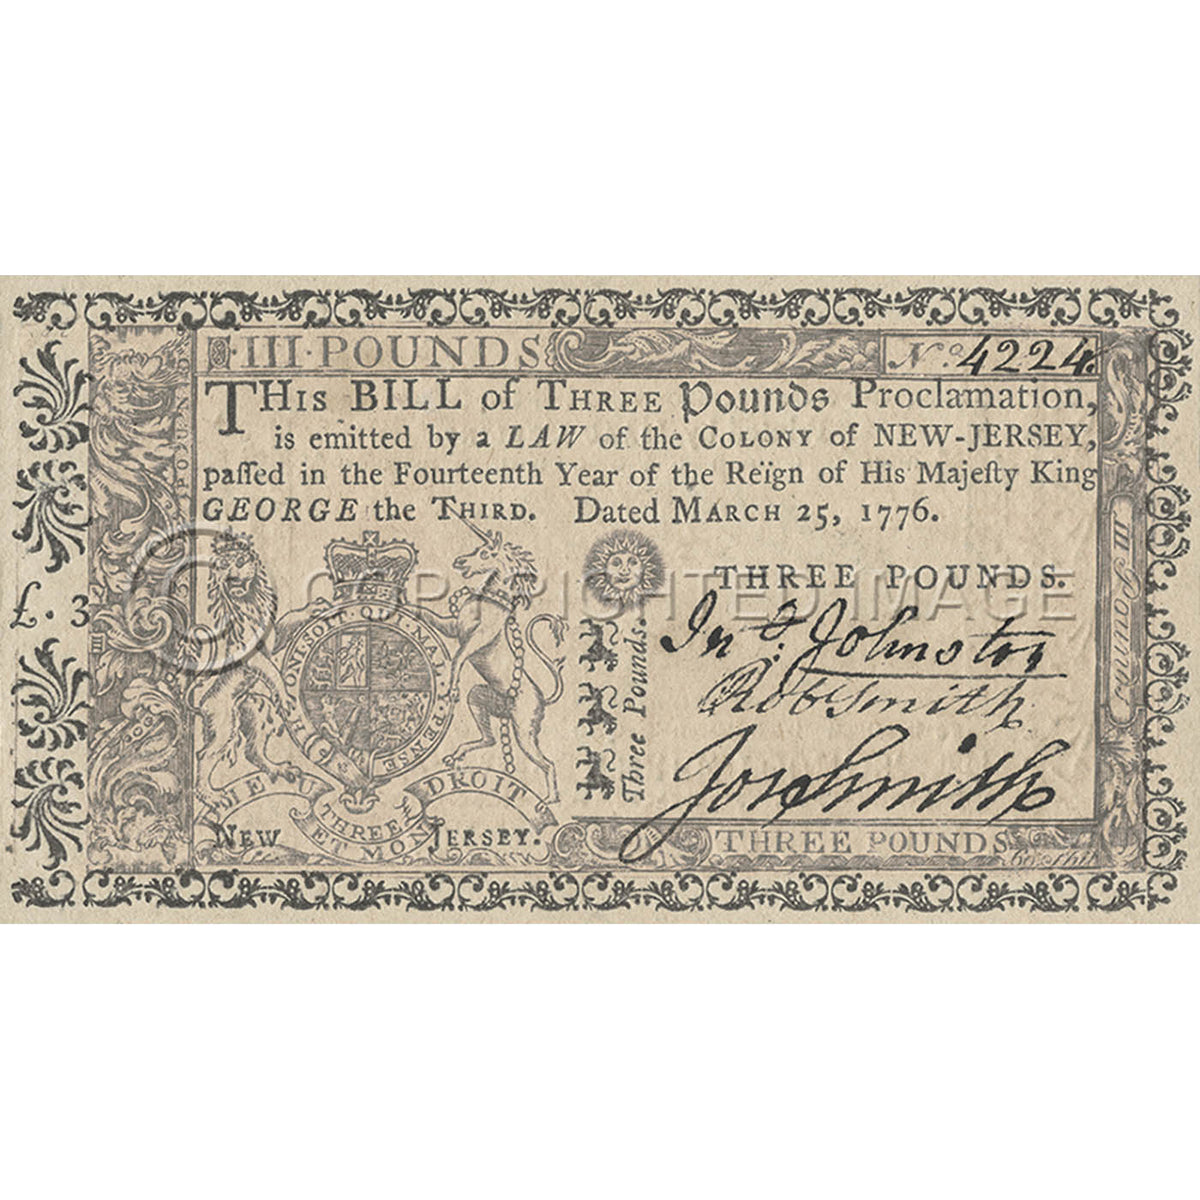 III·POUNDS
No. 4224.
THIS BILL of THREE Pounds Proclamation,
is emitted by a LAW of the COLONY of NEW-JERSEY,
paſſed in the Fourteenth Year of the Reïgn of His Majeſty King
GEORGE the THIRD. Dated MARCH 25, 1776.
£. 3
© COPYRIGHTED IMAGE
HONI SOIT QUI MAL Y PENSE
DIEU
ET MON
DROIT
THREE
NEW
JERSEY.
Three Pounds.
THREE POUNDS.
Jno. Johnston
Rob Smith
Jos Smith
THREE POUNDS
III Pounds